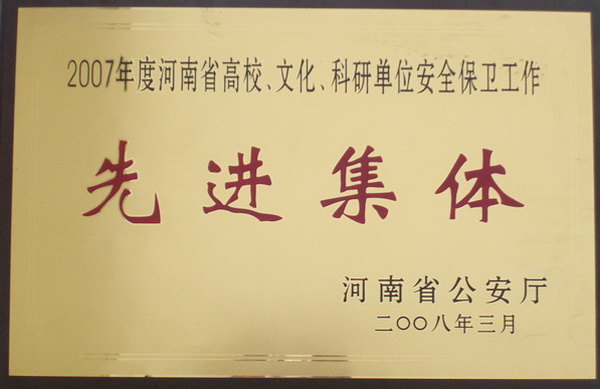 2007年度河南省高校、文化、科研单位安全保卫工作
先进集体
河南省公安厅
二〇〇八年三月